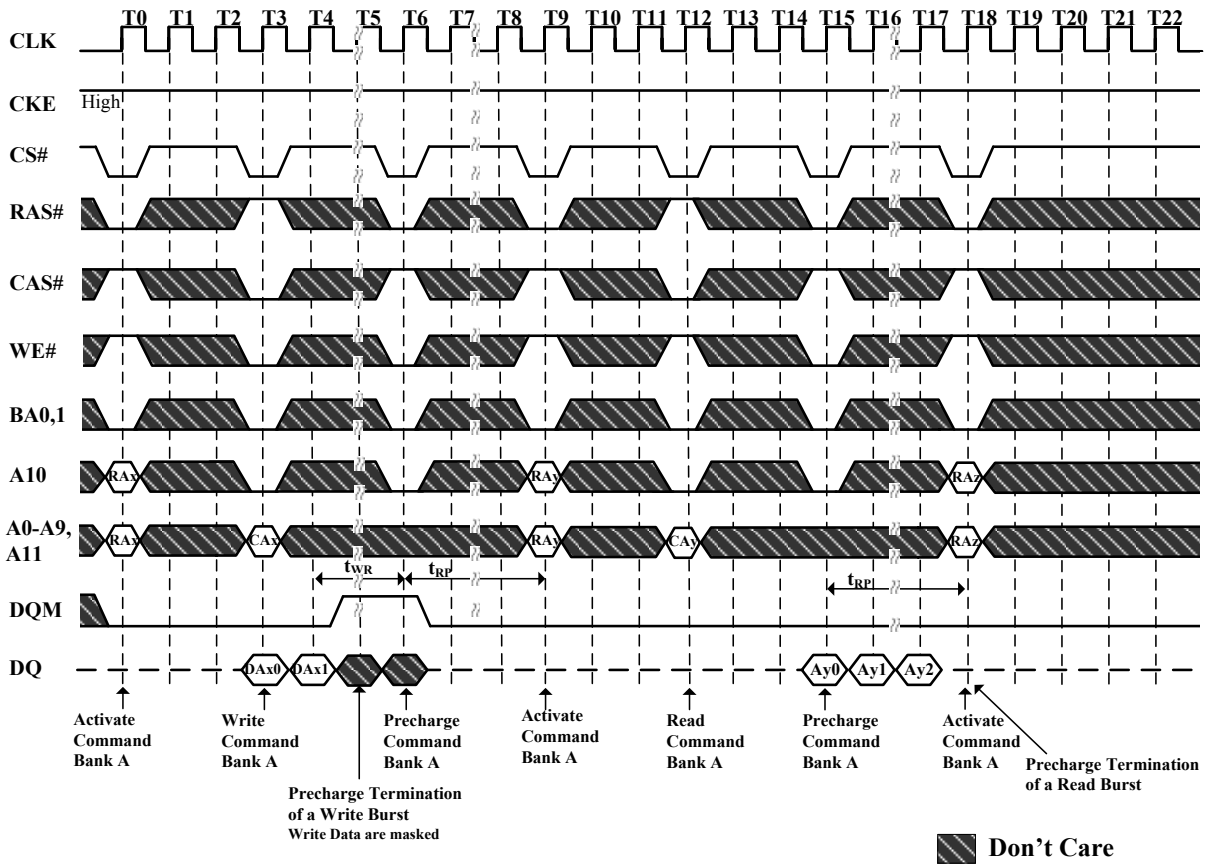 T0 T1 T2 T3 T4 T5 T6 T7 T8 T9 T10 T11 T12 T13 T14 T15 T16 T17 T18 T19 T20 T21 T22
CLK
CKE High
CS#
RAS#
CAS#
WE#
BA0,1
A10 RAx RAy RAz
A0-A9, A11 RAx CAx RAy CAy RAz
tWR tRP tRP
DQM
DQ DAx0 DAx1 Ay0 Ay1 Ay2
Activate Command Bank A
Write Command Bank A
Precharge Command Bank A
Activate Command Bank A
Read Command Bank A
Precharge Command Bank A
Activate Command Bank A
Precharge Termination of a Read Burst
Precharge Termination
of a Write Burst
Write Data are masked
Don't Care